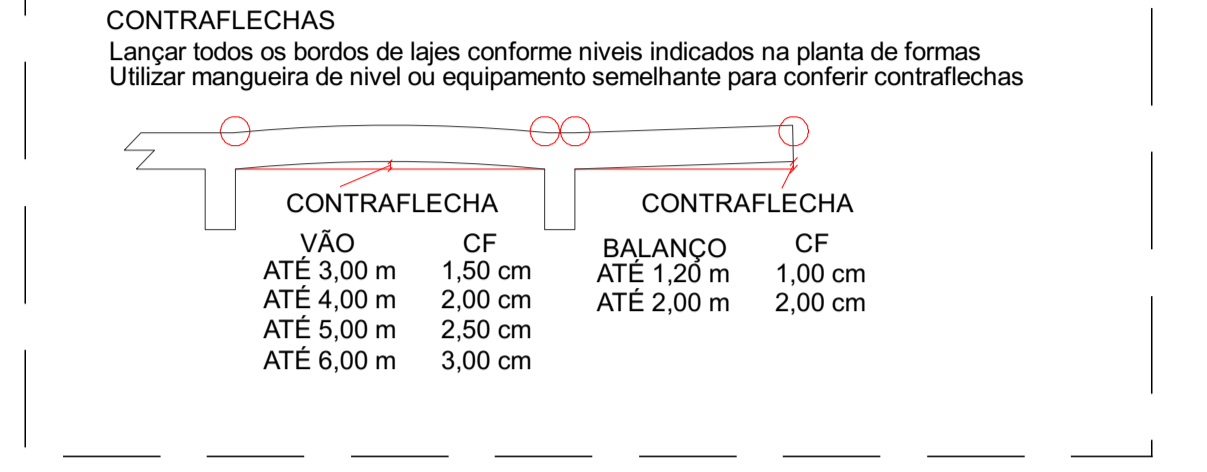 CONTRAFLECHAS
Lançar todos os bordos de lajes conforme niveis indicados na planta de formas
Utilizar mangueira de nivel ou equipamento semelhante para conferir contraflechas
CONTRAFLECHA
VÃO CF
ATÉ 3,00 m 1,50 cm
ATÉ 4,00 m 2,00 cm
ATÉ 5,00 m 2,50 cm
ATÉ 6,00 m 3,00 cm
CONTRAFLECHA
BALANÇO CF
ATÉ 1,20 m 1,00 cm
ATÉ 2,00 m 2,00 cm